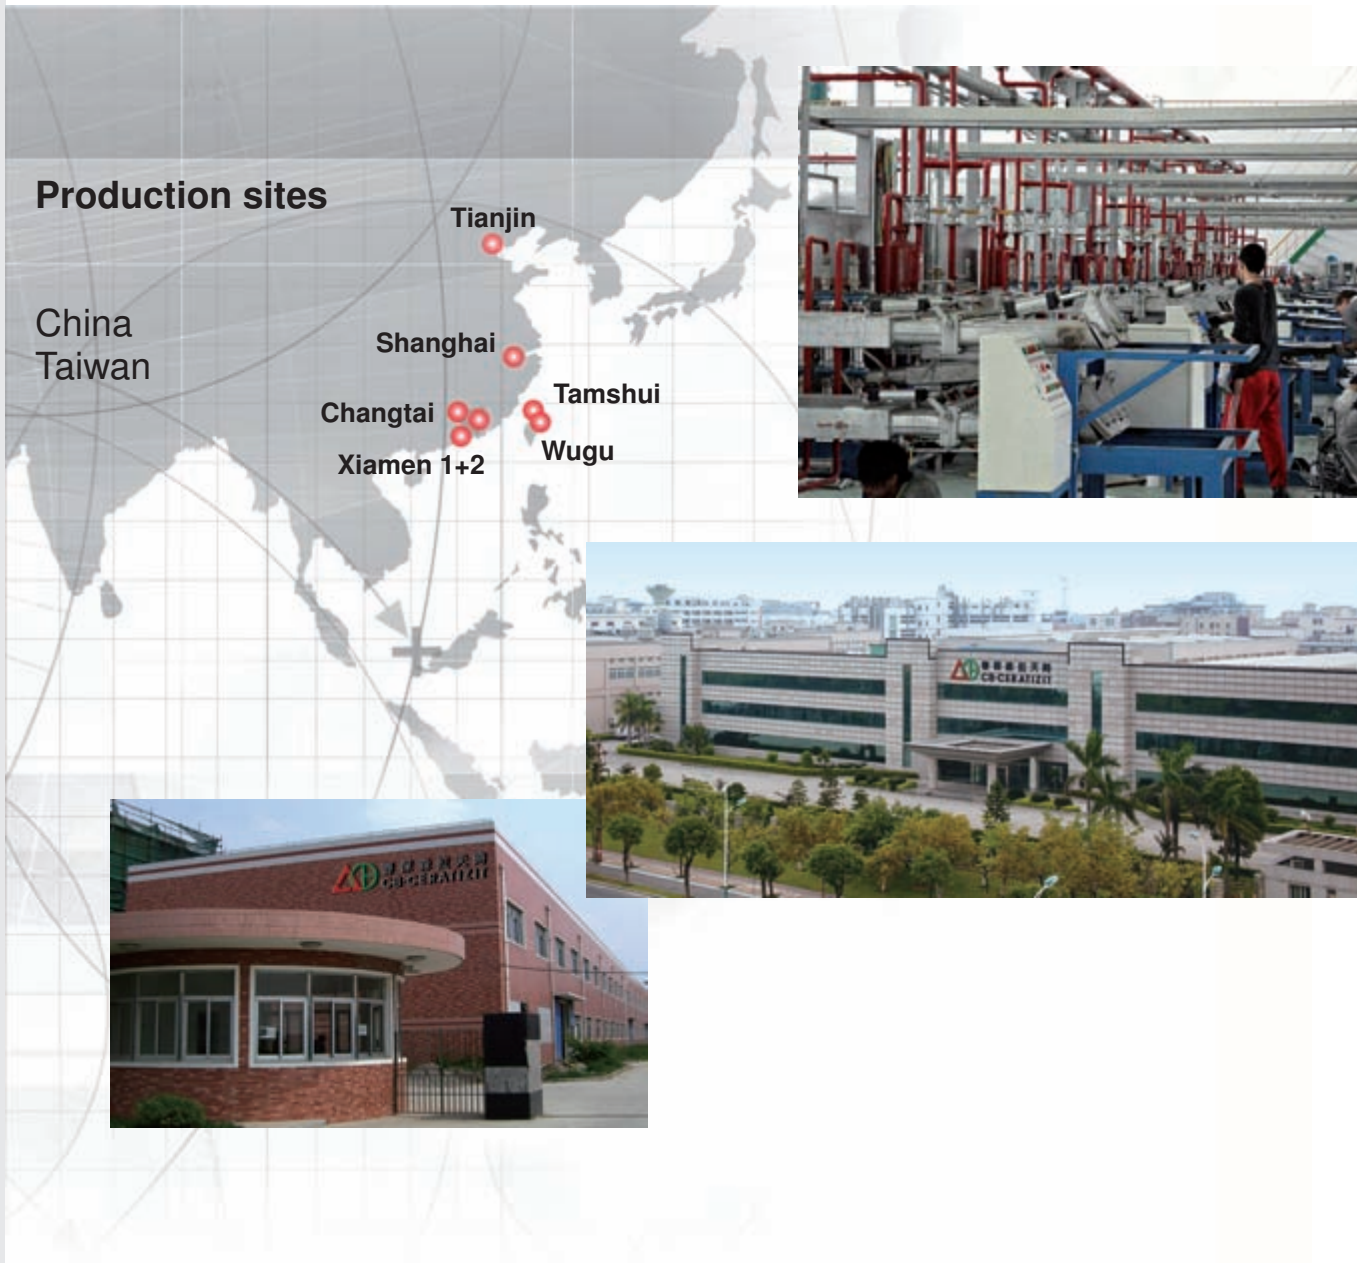 Production sites
China
Taiwan
Tianjin
Shanghai
Changtai
Tamshui
Wugu
Xiamen 1+2
CB-CERATIZIT
CB-CERATIZIT